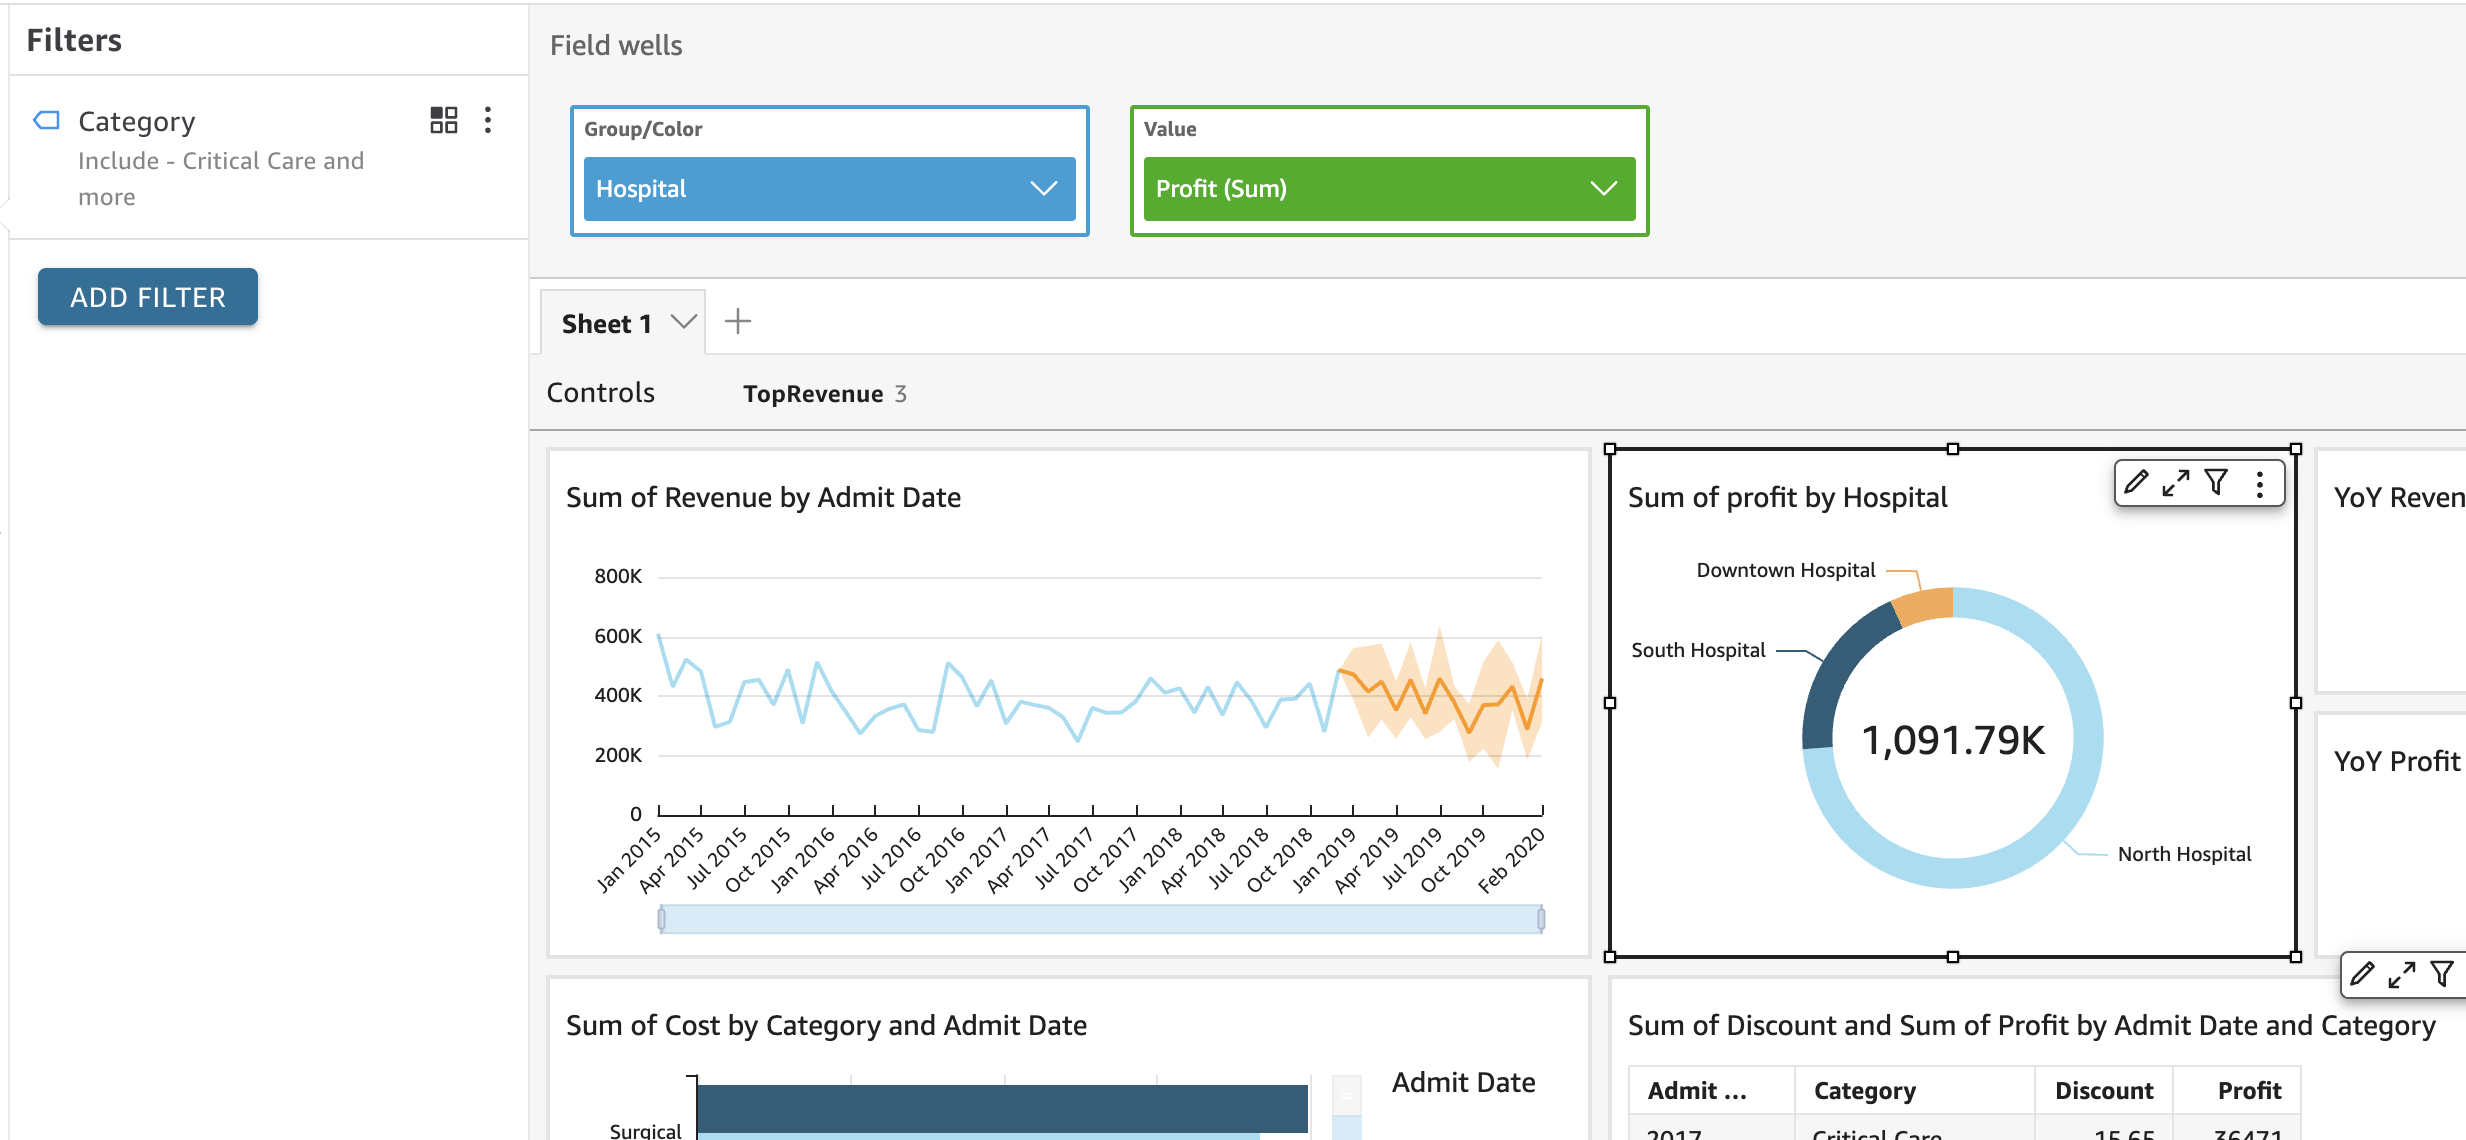 Filters
Category
Include - Critical Care and
more
ADD FILTER
Field wells
Group/Color
Hospital
Value
Profit (Sum)
Sheet 1
Controls
TopRevenue 3
Sum of Revenue by Admit Date
800K
600K
400K
200K
0
Jan 2015
Apr 2015
Jul 2015
Oct 2015
Jan 2016
Apr 2016
Jul 2016
Oct 2016
Jan 2017
Apr 2017
Jul 2017
Oct 2017
Jan 2018
Apr 2018
Jul 2018
Oct 2018
Jan 2019
Apr 2019
Jul 2019
Oct 2019
Feb 2020
Sum of profit by Hospital
Downtown Hospital
South Hospital
1,091.79K
North Hospital
YoY Reven
YoY Profit
Sum of Cost by Category and Admit Date
Surgical
Admit Date
Sum of Discount and Sum of Profit by Admit Date and Category
Admit ... Category Discount Profit
2017 Critical Care 15.65 36471